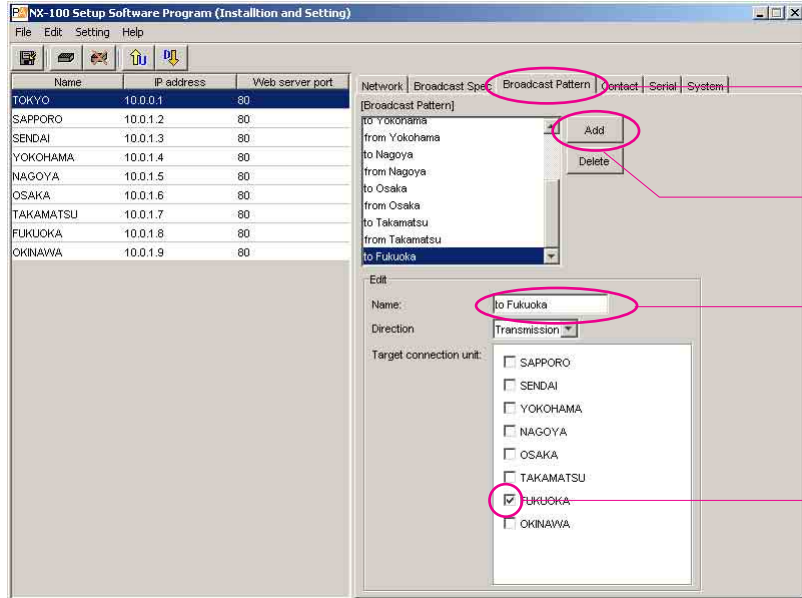 NX-100 Setup Software Program (Installtion and Setting)
File Edit Setting Help
Name IP address Web server port
TOKYO 10.0.0.1 80
SAPPORO 10.0.1.2 80
SENDAI 10.0.1.3 80
YOKOHAMA 10.0.1.4 80
NAGOYA 10.0.1.5 80
OSAKA 10.0.1.6 80
TAKAMATSU 10.0.1.7 80
FUKUOKA 10.0.1.8 80
OKINAWA 10.0.1.9 80
Network Broadcast Spec Broadcast Pattern Contact Serial System
[Broadcast Pattern]
to Yokohama
from Yokohama
to Nagoya
from Nagoya
to Osaka
from Osaka
to Takamatsu
from Takamatsu
to Fukuoka
Add
Delete
Edit
Name: to Fukuoka
Direction Transmission
Target connection unit:
SAPPORO
SENDAI
YOKOHAMA
NAGOYA
OSAKA
TAKAMATSU
FUKUOKA
OKINAWA